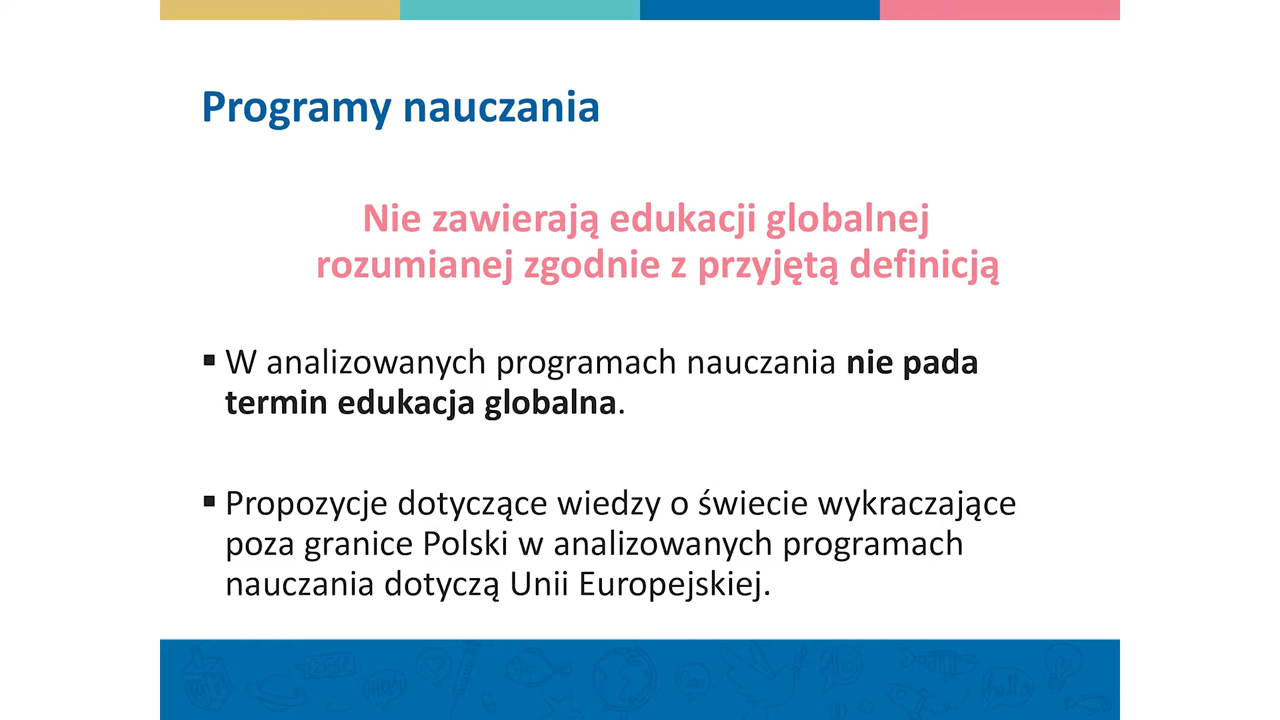 Programy nauczania
Nie zawierają edukacji globalnej
rozumianej zgodnie z przyjętą definicją
▪ W analizowanych programach nauczania nie pada
termin edukacja globalna.
▪ Propozycje dotyczące wiedzy o świecie wykraczające
poza granice Polski w analizowanych programach
nauczania dotyczą Unii Europejskiej.